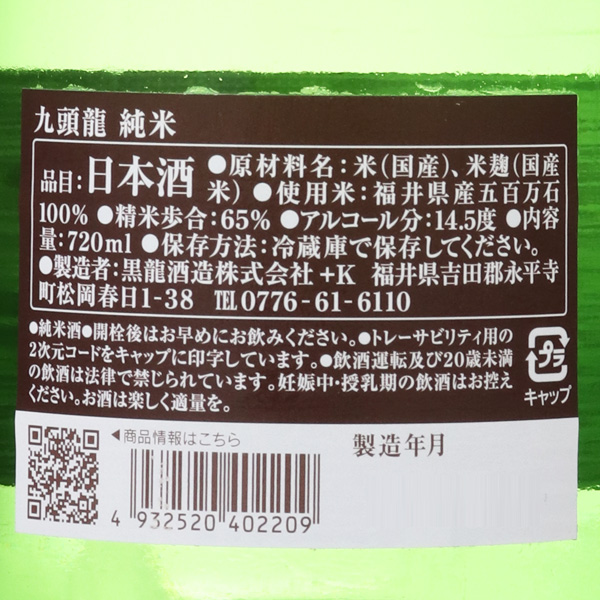 九頭龍 純米
品目:日本酒 ●原材料名:米(国産)、米麹(国産
米) ●使用米:福井県産五百万石
100% ●精米歩合:65% ●アルコール分:14.5度 ●内容
量:720ml ●保存方法:冷蔵庫で保存してください。
●製造者:黒龍酒造株式会社 +K 福井県吉田郡永平寺
町松岡春日1-38 TEL 0776-61-6110
●純米酒●開栓後はお早めにお飲みください。●トレーサビリティ用の
2次元コードをキャップに印字しています。●飲酒運転及び20歳未満
の飲酒は法律で禁じられています。妊娠中・授乳期の飲酒はお控え
ください。お酒は楽しく適量を。
プラ
キャップ
◀商品情報はこちら
製造年月
4 932520 402209